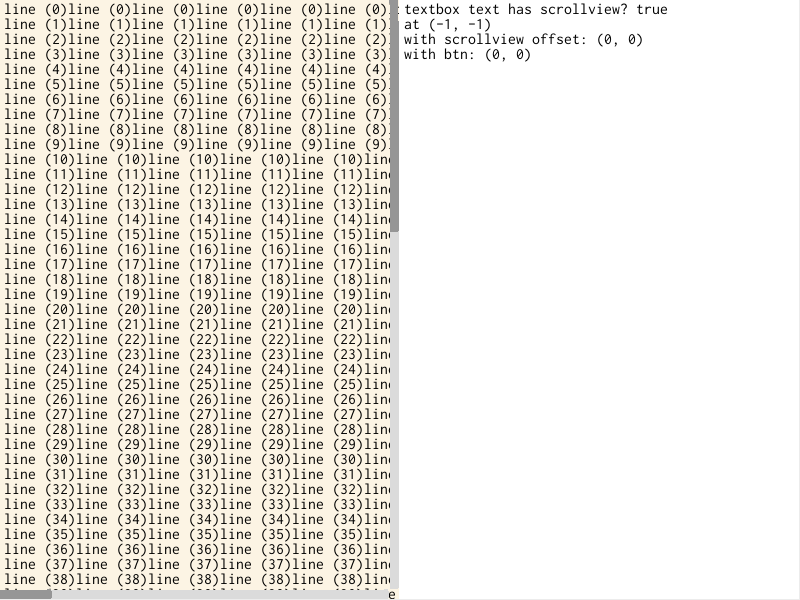 line (0)line (0)line (0)line (0)line (0)line (0)
line (1)line (1)line (1)line (1)line (1)line (1)
line (2)line (2)line (2)line (2)line (2)line (2)
line (3)line (3)line (3)line (3)line (3)line (3)
line (4)line (4)line (4)line (4)line (4)line (4)
line (5)line (5)line (5)line (5)line (5)line (5)
line (6)line (6)line (6)line (6)line (6)line (6)
line (7)line (7)line (7)line (7)line (7)line (7)
line (8)line (8)line (8)line (8)line (8)line (8)
line (9)line (9)line (9)line (9)line (9)line (9)
line (10)line (10)line (10)line (10)line (10)line
line (11)line (11)line (11)line (11)line (11)line
line (12)line (12)line (12)line (12)line (12)line
line (13)line (13)line (13)line (13)line (13)line
line (14)line (14)line (14)line (14)line (14)line
line (15)line (15)line (15)line (15)line (15)line
line (16)line (16)line (16)line (16)line (16)line
line (17)line (17)line (17)line (17)line (17)line
line (18)line (18)line (18)line (18)line (18)line
line (19)line (19)line (19)line (19)line (19)line
line (20)line (20)line (20)line (20)line (20)line
line (21)line (21)line (21)line (21)line (21)line
line (22)line (22)line (22)line (22)line (22)line
line (23)line (23)line (23)line (23)line (23)line
line (24)line (24)line (24)line (24)line (24)line
line (25)line (25)line (25)line (25)line (25)line
line (26)line (26)line (26)line (26)line (26)line
line (27)line (27)line (27)line (27)line (27)line
line (28)line (28)line (28)line (28)line (28)line
line (29)line (29)line (29)line (29)line (29)line
line (30)line (30)line (30)line (30)line (30)line
line (31)line (31)line (31)line (31)line (31)line
line (32)line (32)line (32)line (32)line (32)line
line (33)line (33)line (33)line (33)line (33)line
line (34)line (34)line (34)line (34)line (34)line
line (35)line (35)line (35)line (35)line (35)line
line (36)line (36)line (36)line (36)line (36)line
line (37)line (37)line (37)line (37)line (37)line
line (38)line (38)line (38)line (38)line (38)line
e
textbox text has scrollview? true
at (-1, -1)
with scrollview offset: (0, 0)
with btn: (0, 0)